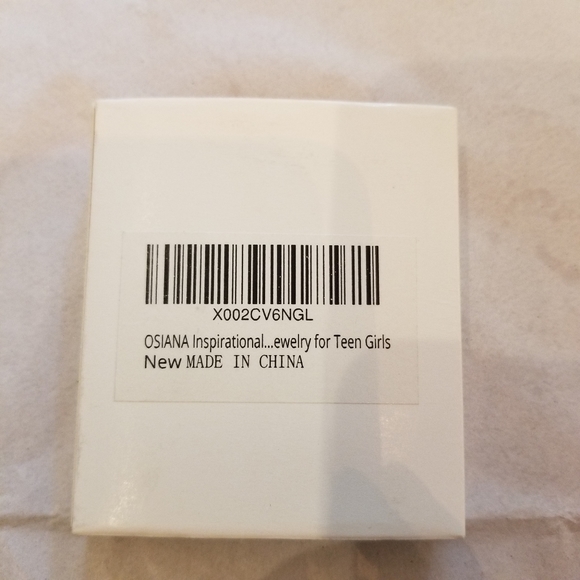 X002CV6NGL
OSIANA Inspirational...ewelry for Teen Girls
New MADE IN CHINA